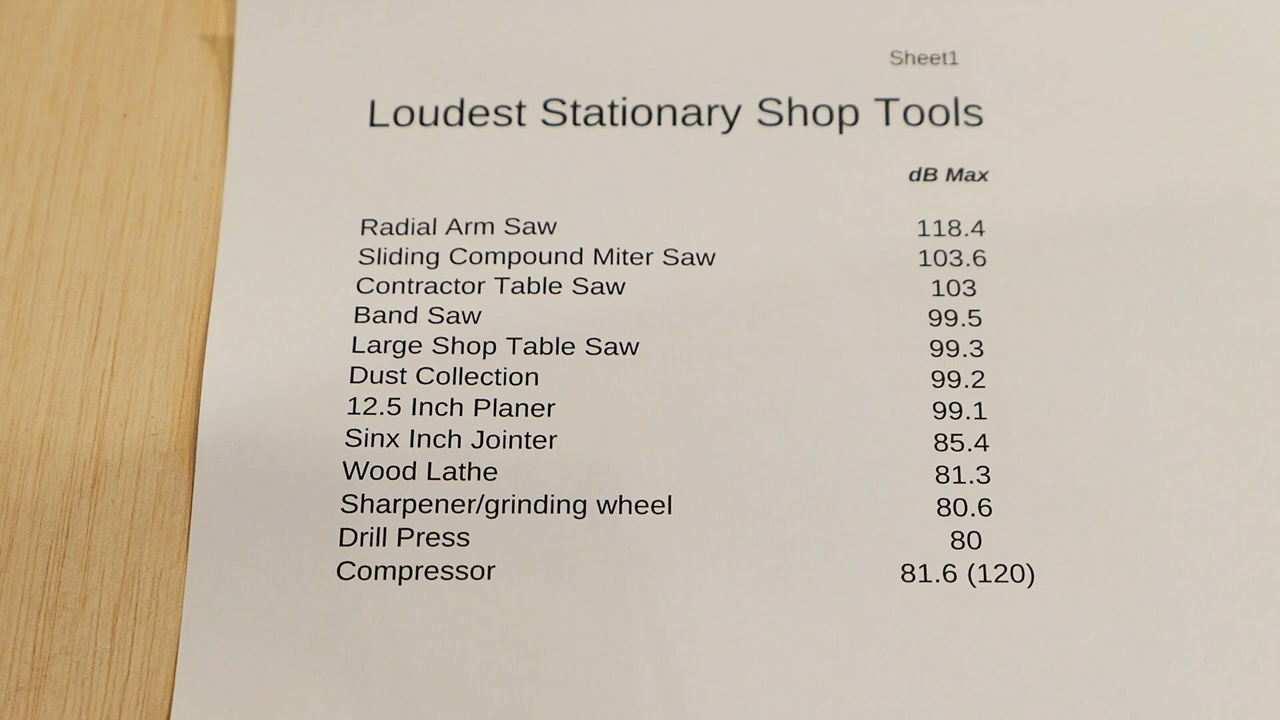 Sheet1
Loudest Stationary Shop Tools
dB Max
Radial Arm Saw 118.4
Sliding Compound Miter Saw 103.6
Contractor Table Saw 103
Band Saw 99.5
Large Shop Table Saw 99.3
Dust Collection 99.2
12.5 Inch Planer 99.1
Sinx Inch Jointer 85.4
Wood Lathe 81.3
Sharpener/grinding wheel 80.6
Drill Press 80
Compressor 81.6 (120)